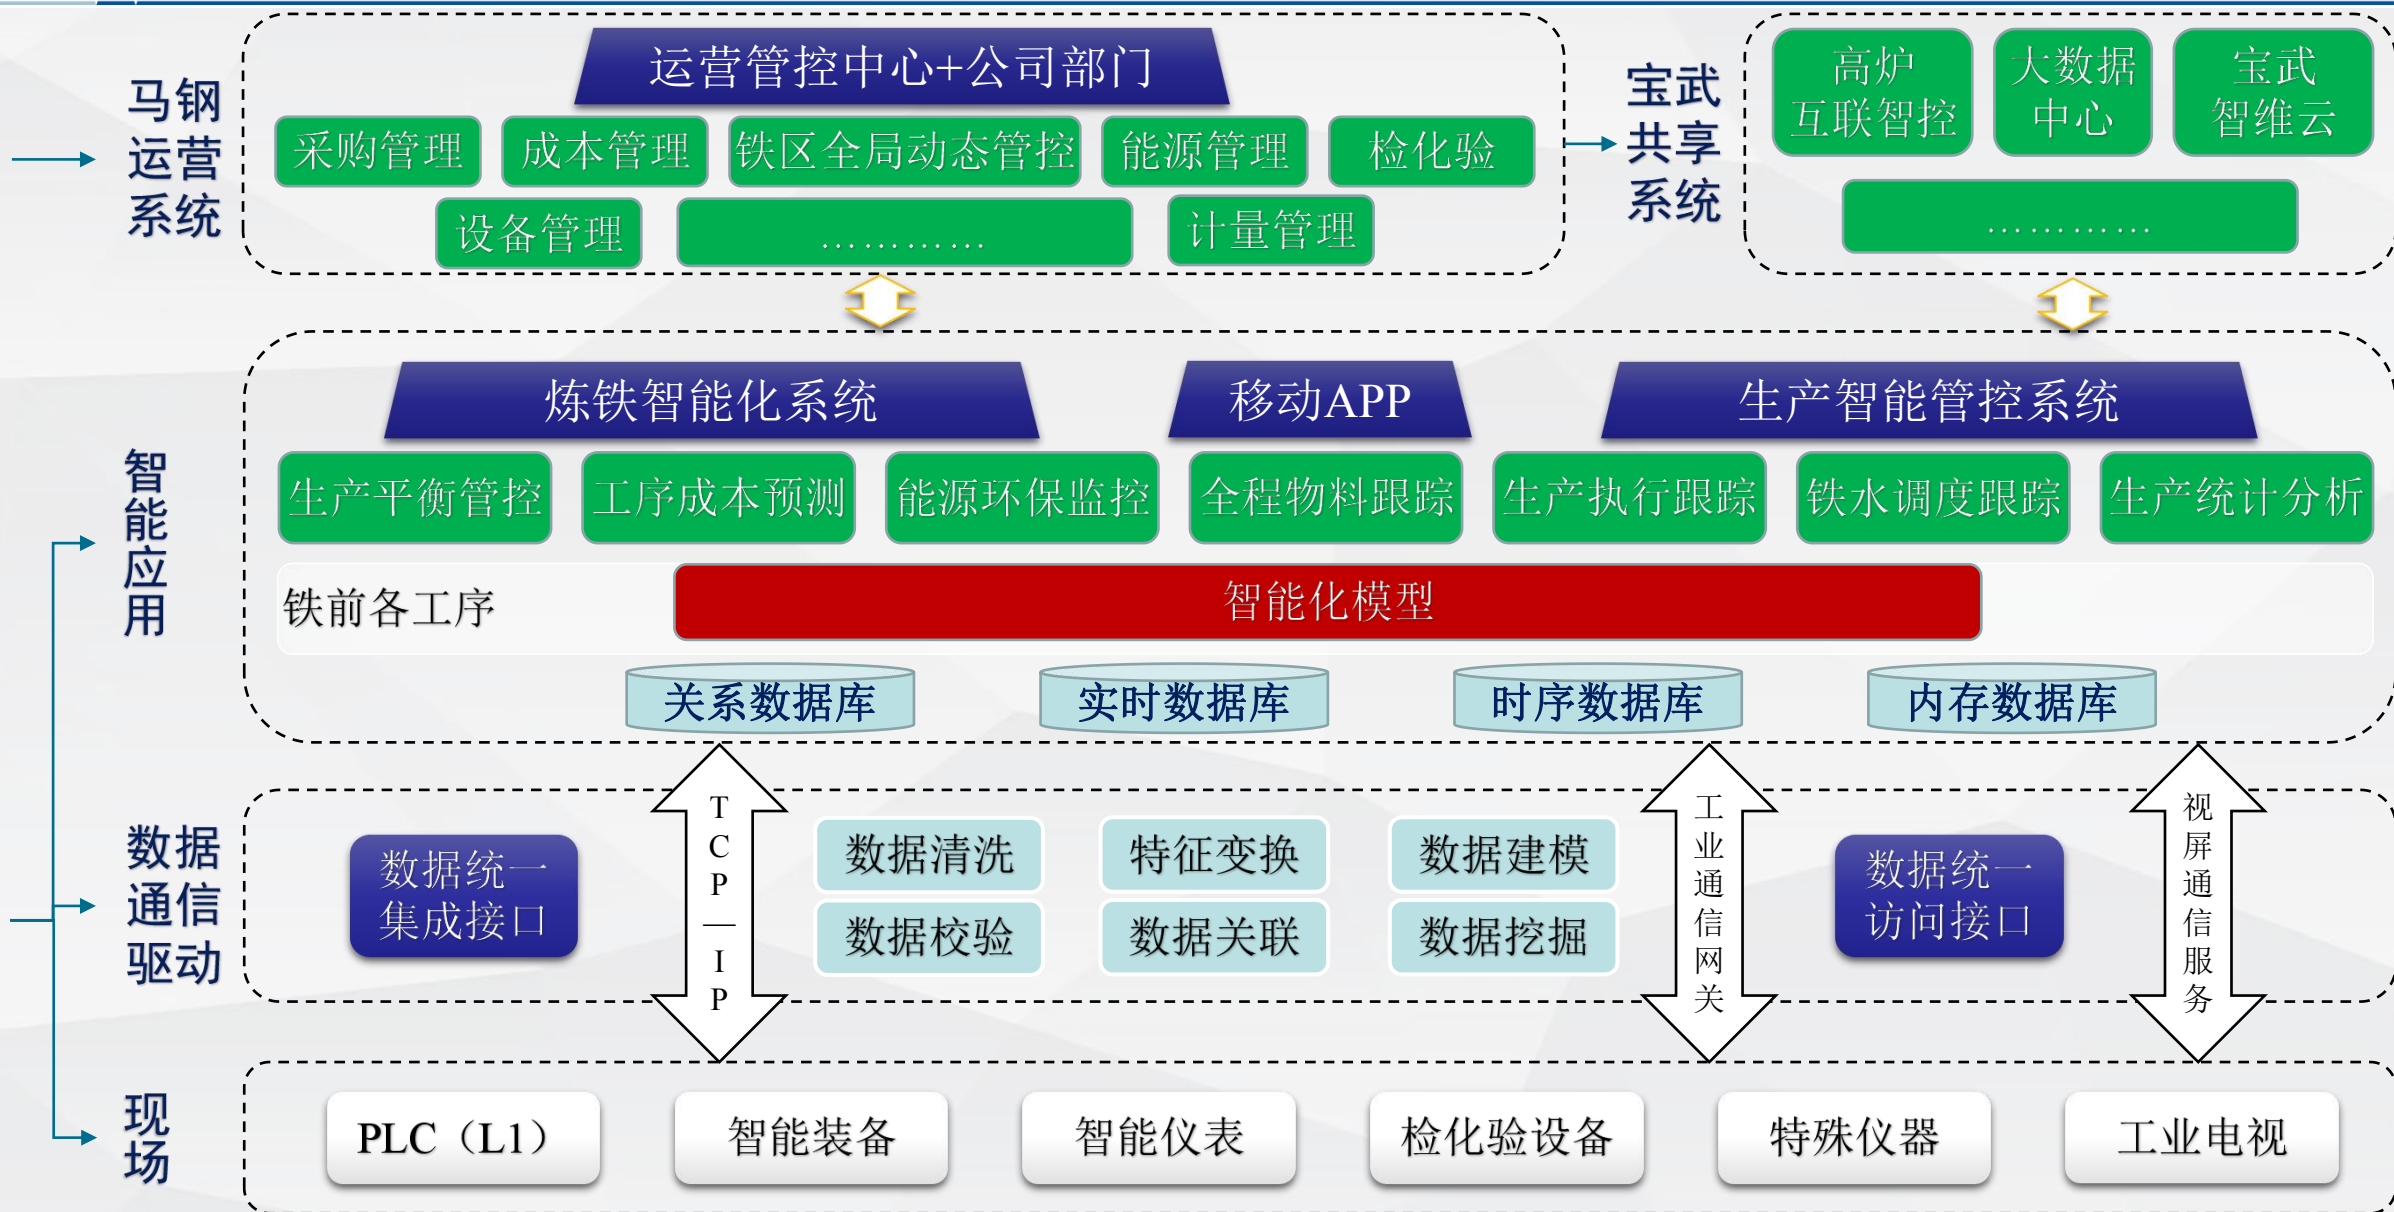 马钢
运营
系统
运营管控中心+公司部门
采购管理
成本管理
铁区全局动态管控
能源管理
检化验
设备管理
…………
计量管理
宝武
共享
系统
高炉
互联智控
大数据
中心
宝武
智维云
…………
智能应用
炼铁智能化系统
移动APP
生产智能管控系统
生产平衡管控
工序成本预测
能源环保监控
全程物料跟踪
生产执行跟踪
铁水调度跟踪
生产统计分析
铁前各工序
智能化模型
关系数据库
实时数据库
时序数据库
内存数据库
数据
通信
驱动
数据统一
集成接口
TCP—IP
数据清洗
特征变换
数据建模
数据校验
数据关联
数据挖掘
工业通信网关
数据统一
访问接口
视屏通信服务
现场
PLC（L1）
智能装备
智能仪表
检化验设备
特殊仪器
工业电视